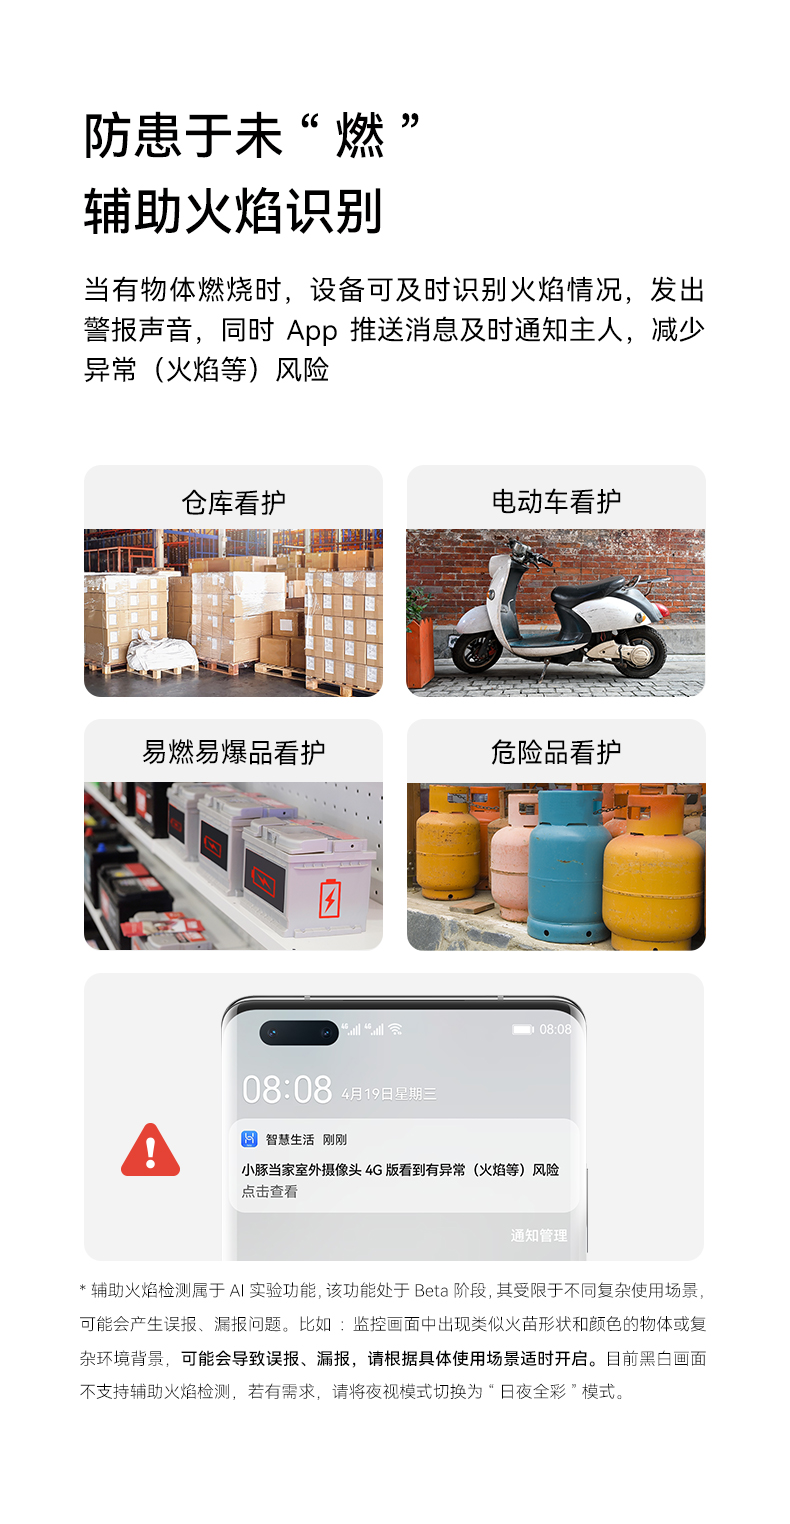 防患于未“燃”
辅助火焰识别
当有物体燃烧时，设备可及时识别火焰情况，发出
警报声音，同时 App 推送消息及时通知主人，减少
异常（火焰等）风险
仓库看护
电动车看护
易燃易爆品看护
危险品看护
4G 4G 08:08
08:08 4月19日星期三
智慧生活 刚刚
小豚当家室外摄像头 4G 版看到有异常（火焰等）风险
点击查看
通知管理
* 辅助火焰检测属于 AI 实验功能, 该功能处于 Beta 阶段, 其受限于不同复杂使用场景,
可能会产生误报、漏报问题。比如 ：监控画面中出现类似火苗形状和颜色的物体或复
杂环境背景，可能会导致误报、漏报，请根据具体使用场景适时开启。目前黑白画面
不支持辅助火焰检测，若有需求，请将夜视模式切换为“日夜全彩”模式。